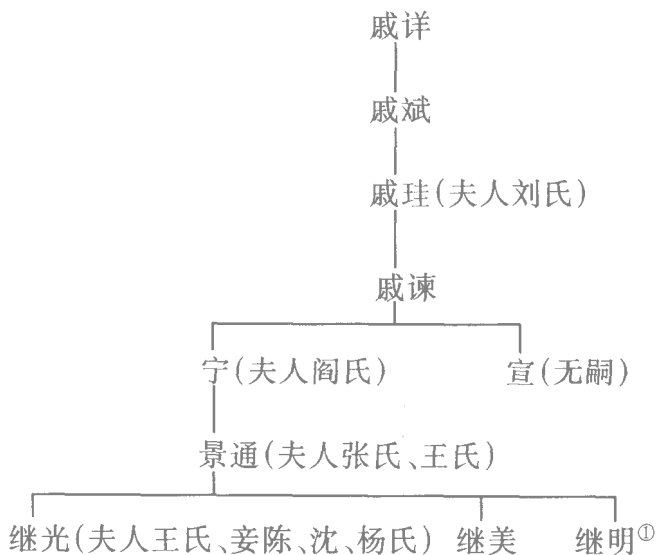 戚详
戚斌
戚珪(夫人刘氏)
戚谏
宁(夫人阎氏) 宣(无嗣)
景通(夫人张氏、王氏)
继光(夫人王氏、妾陈、沈、杨氏) 继美 继明①